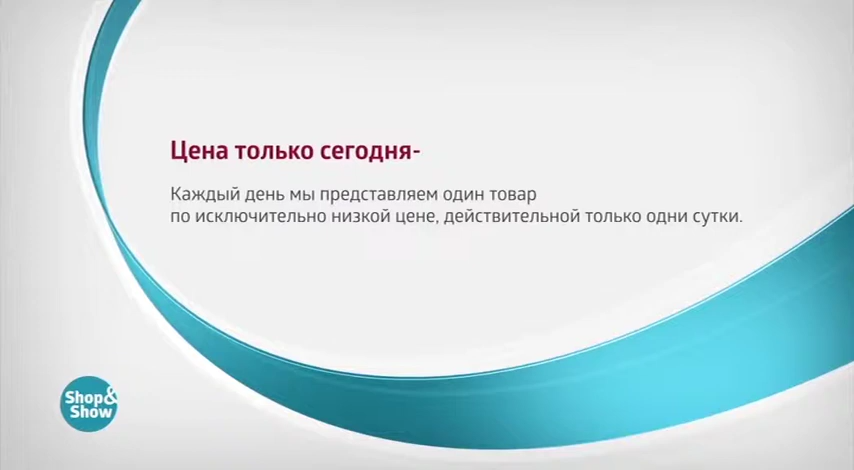 Цена только сегодня-
Каждый день мы представляем один товар
по исключительно низкой цене, действительной только одни сутки.
Shop&
Show